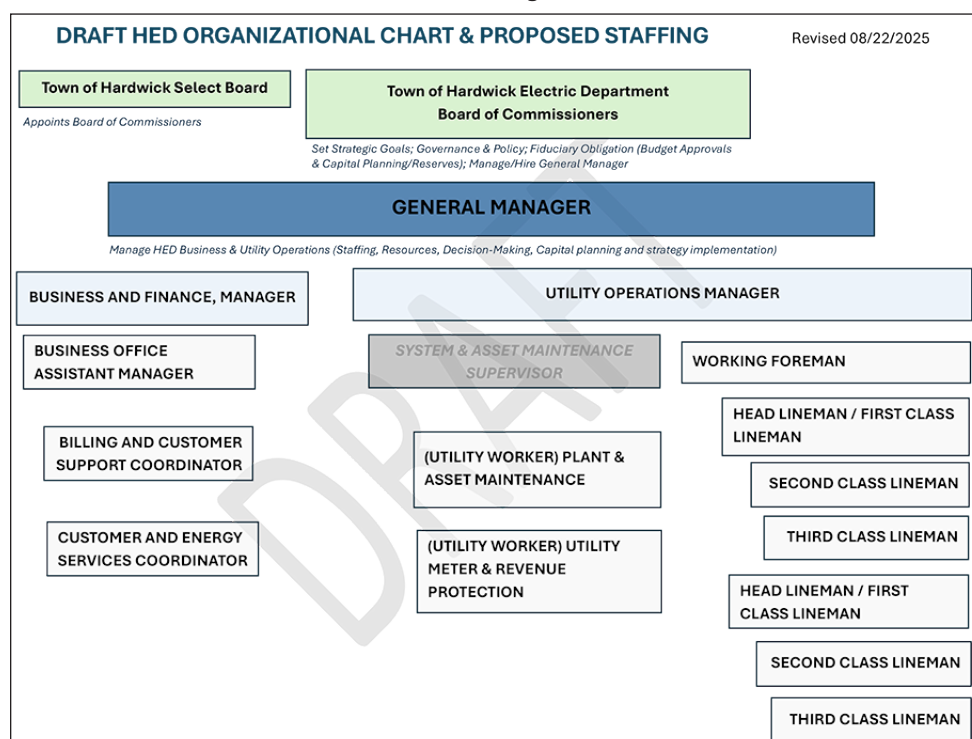 DRAFT HED ORGANIZATIONAL CHART & PROPOSED STAFFING
Revised 08/22/2025
Town of Hardwick Select Board
Appoints Board of Commissioners
Town of Hardwick Electric Department
Board of Commissioners
Set Strategic Goals; Governance & Policy; Fiduciary Obligation (Budget Approvals
& Capital Planning/Reserves); Manage/Hire General Manager
GENERAL MANAGER
Manage HED Business & Utility Operations (Staffing, Resources, Decision-Making, Capital planning and strategy implementation)
BUSINESS AND FINANCE, MANAGER
BUSINESS OFFICE
ASSISTANT MANAGER
BILLING AND CUSTOMER
SUPPORT COORDINATOR
CUSTOMER AND ENERGY
SERVICES COORDINATOR
UTILITY OPERATIONS MANAGER
SYSTEM & ASSET MAINTENANCE
SUPERVISOR
(UTILITY WORKER) PLANT &
ASSET MAINTENANCE
(UTILITY WORKER) UTILITY
METER & REVENUE
PROTECTION
WORKING FOREMAN
HEAD LINEMAN / FIRST CLASS
LINEMAN
SECOND CLASS LINEMAN
THIRD CLASS LINEMAN
HEAD LINEMAN / FIRST
CLASS LINEMAN
SECOND CLASS LINEMAN
THIRD CLASS LINEMAN
DRAFT